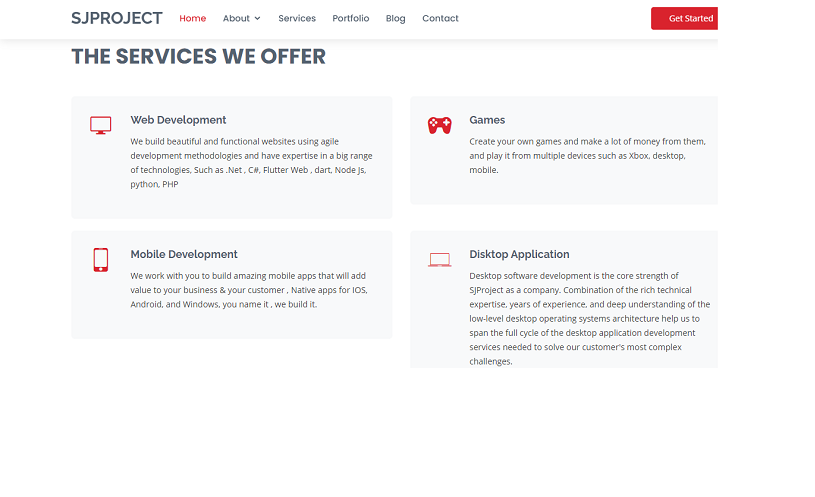 SJPROJECT Home About Services Portfolio Blog Contact Get Started
THE SERVICES WE OFFER
Web Development
We build beautiful and functional websites using agile
development methodologies and have expertise in a big range
of technologies, Such as .Net , C#, Flutter Web , dart, Node Js,
python, PHP
Games
Create your own games and make a lot of money from them,
and play it from multiple devices such as Xbox, desktop,
mobile.
Mobile Development
We work with you to build amazing mobile apps that will add
value to your business & your customer , Native apps for IOS,
Android, and Windows, you name it , we build it.
Disktop Application
Desktop software development is the core strength of
SJProject as a company. Combination of the rich technical
expertise, years of experience, and deep understanding of the
low-level desktop operating systems architecture help us to
span the full cycle of the desktop application development
services needed to solve our customer's most complex
challenges.